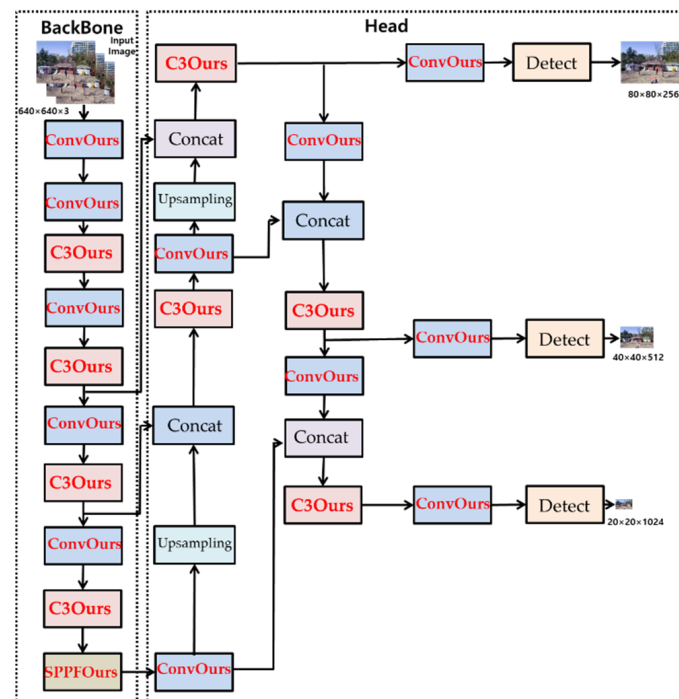 BackBone
Input
Image
640×640×3
ConvOurs
ConvOurs
C3Ours
ConvOurs
C3Ours
ConvOurs
C3Ours
ConvOurs
C3Ours
SPPFOurs
Head
C3Ours
Concat
Upsampling
ConvOurs
C3Ours
Concat
Upsampling
ConvOurs
ConvOurs
Concat
C3Ours
ConvOurs
Concat
C3Ours
ConvOurs
Detect
80×80×256
ConvOurs
Detect
40×40×512
ConvOurs
Detect
20×20×1024